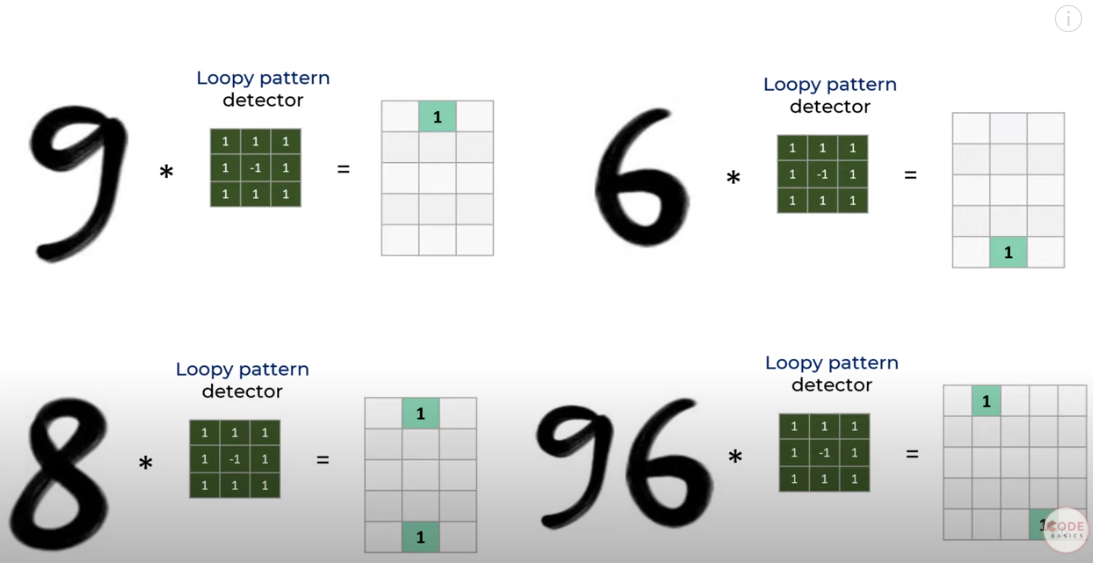 Loopy pattern
detector
9 * 1 1 1
1 -1 1
1 1 1
= 1
Loopy pattern
detector
6 * 1 1 1
1 -1 1
1 1 1
= 1
Loopy pattern
detector
8 * 1 1 1
1 -1 1
1 1 1
= 1
1
Loopy pattern
detector
96 * 1 1 1
1 -1 1
1 1 1
= 1
1
CODE
BASICS
i